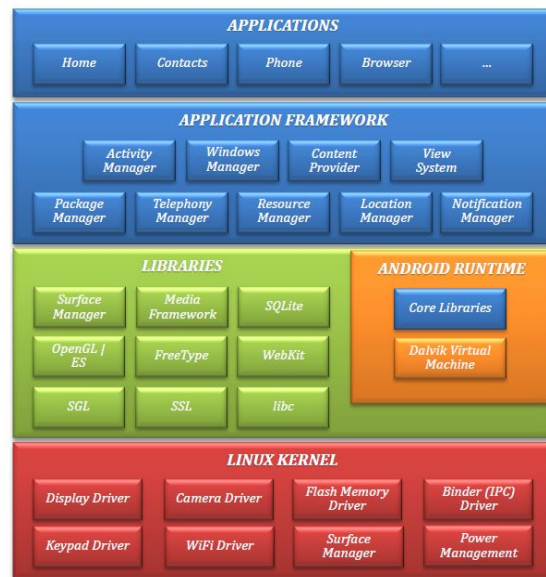 APPLICATIONS
Home Contacts Phone Browser ...
APPLICATION FRAMEWORK
Activity Manager
Windows Manager
Content Provider
View System
Package Manager
Telephony Manager
Resource Manager
Location Manager
Notification Manager
LIBRARIES
Surface Manager
Media Framework
SQLite
OpenGL | ES
FreeType
WebKit
SGL
SSL
libc
ANDROID RUNTIME
Core Libraries
Dalvik Virtual Machine
LINUX KERNEL
Display Driver
Camera Driver
Flash Memory Driver
Binder (IPC) Driver
Keypad Driver
WiFi Driver
Surface Manager
Power Management